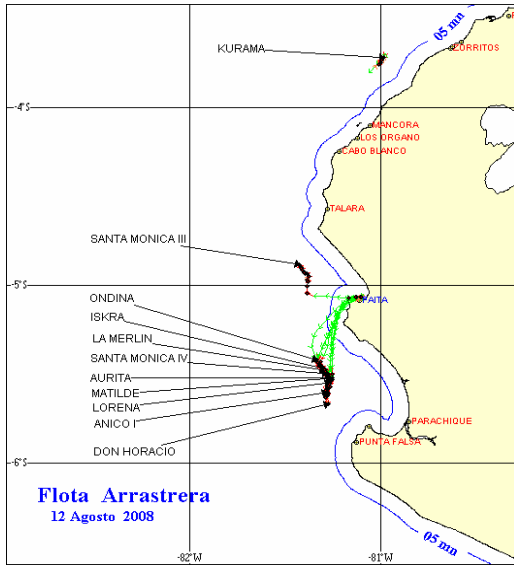 05 mn
ZORRITOS
KURAMA
-4°S
MANCORA
LOS ORGANO
CABO BLANCO
TALARA
SANTA MONICA III
-5°S
PAITA
ONDINA
ISKRA
LA MERLIN
SANTA MONICA IV
AURITA
MATILDE
LORENA
ANICO I
DON HORACIO
PARACHIQUE
PUNTA FALSA
-6°S
Flota Arrastrera
12 Agosto 2008
05 mn
-82°W
-81°W